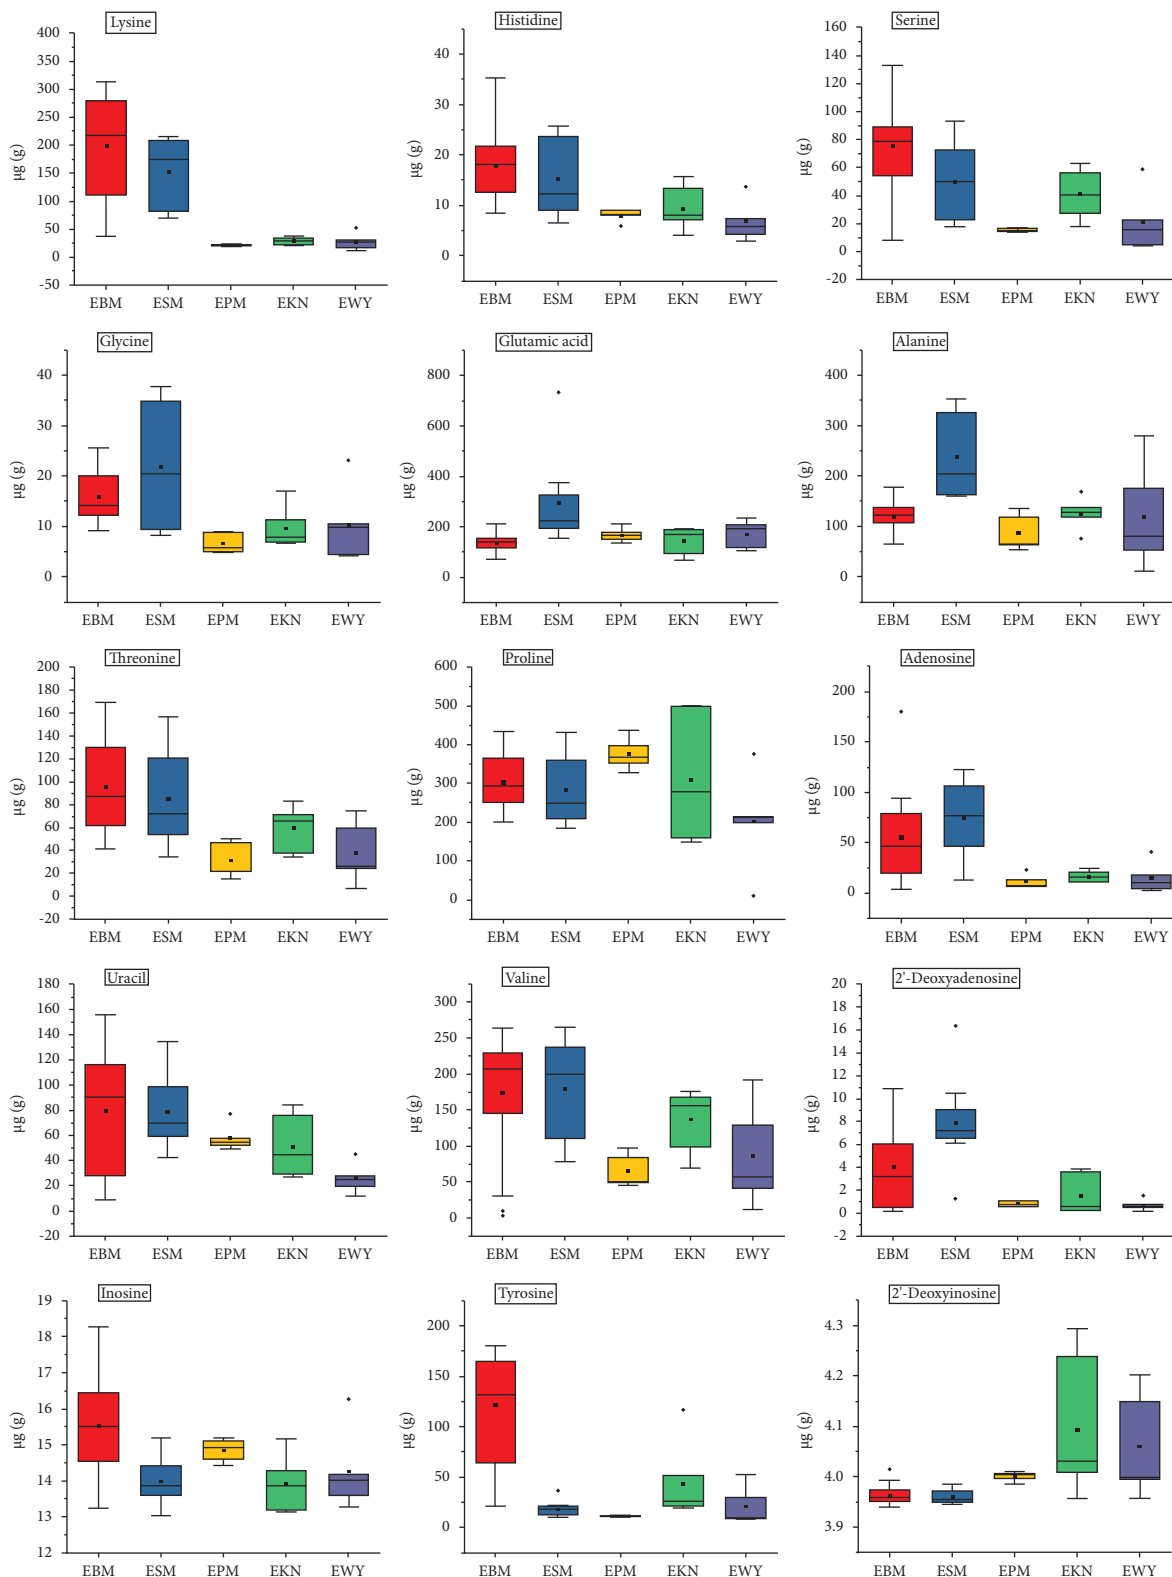 Lysine
400
350
300
250
200
150
100
50
0
-50
µg (g)
EBM ESM EPM EKN EWY
Histidine
40
30
20
10
0
µg (g)
EBM ESM EPM EKN EWY
Serine
160
140
120
100
80
60
40
20
0
-20
µg (g)
EBM ESM EPM EKN EWY
Glycine
40
30
20
10
0
µg (g)
EBM ESM EPM EKN EWY
Glutamic acid
800
600
400
200
0
µg (g)
EBM ESM EPM EKN EWY
Alanine
400
300
200
100
0
µg (g)
EBM ESM EPM EKN EWY
Threonine
200
180
160
140
120
100
80
60
40
20
0
-20
µg (g)
EBM ESM EPM EKN EWY
Proline
600
500
400
300
200
100
0
µg (g)
EBM ESM EPM EKN EWY
Adenosine
200
150
100
50
0
µg (g)
EBM ESM EPM EKN EWY
Uracil
180
160
140
120
100
80
60
40
20
0
-20
µg (g)
EBM ESM EPM EKN EWY
Valine
300
250
200
150
100
50
0
µg (g)
EBM ESM EPM EKN EWY
2'-Deoxyadenosine
20
18
16
14
12
10
8
6
4
2
0
-2
µg (g)
EBM ESM EPM EKN EWY
Inosine
19
18
17
16
15
14
13
12
µg (g)
EBM ESM EPM EKN EWY
Tyrosine
200
150
100
50
0
µg (g)
EBM ESM EPM EKN EWY
2'-Deoxyinosine
4.3
4.2
4.1
4.0
3.9
µg (g)
EBM ESM EPM EKN EWY